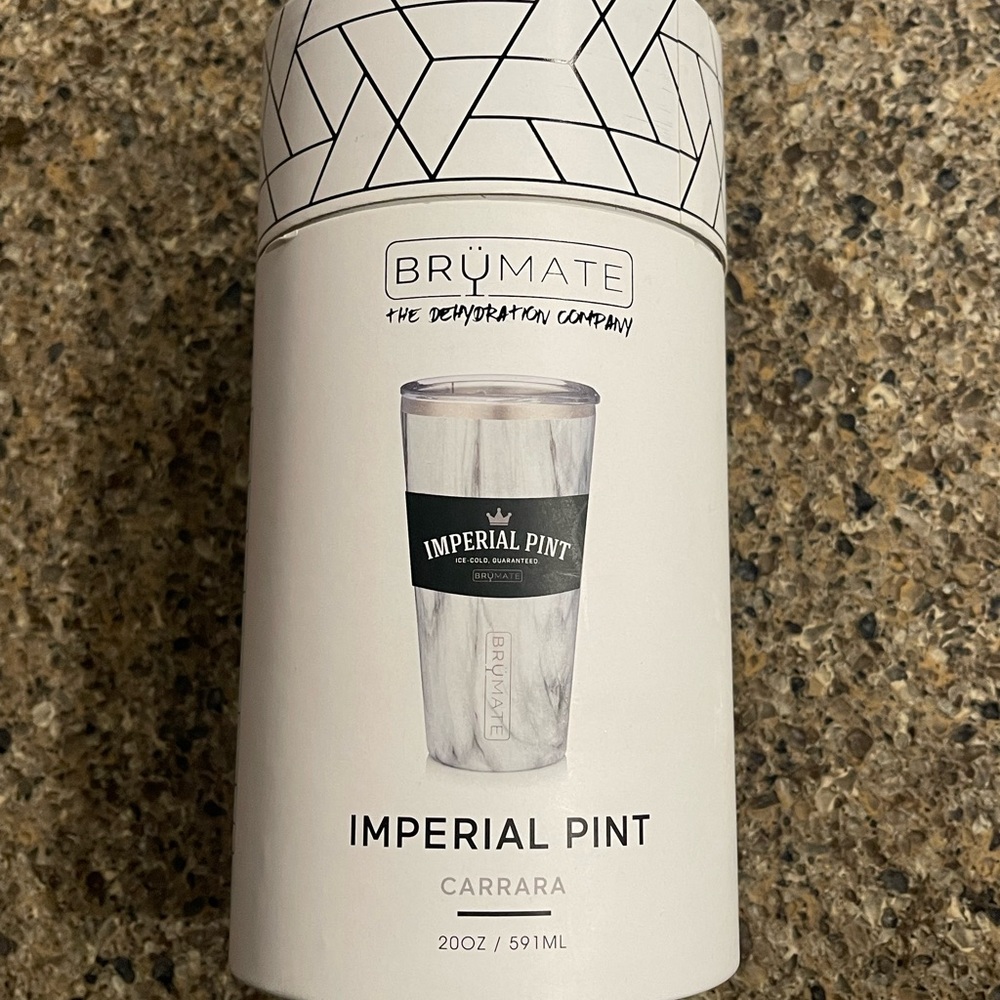 BRÜMATE
THE DEHYDRATION COMPANY
IMPERIAL PINT
ICE-COLD, GUARANTEED.
BRÜMATE
BRÜMATE
IMPERIAL PINT
CARRARA
20OZ / 591ML